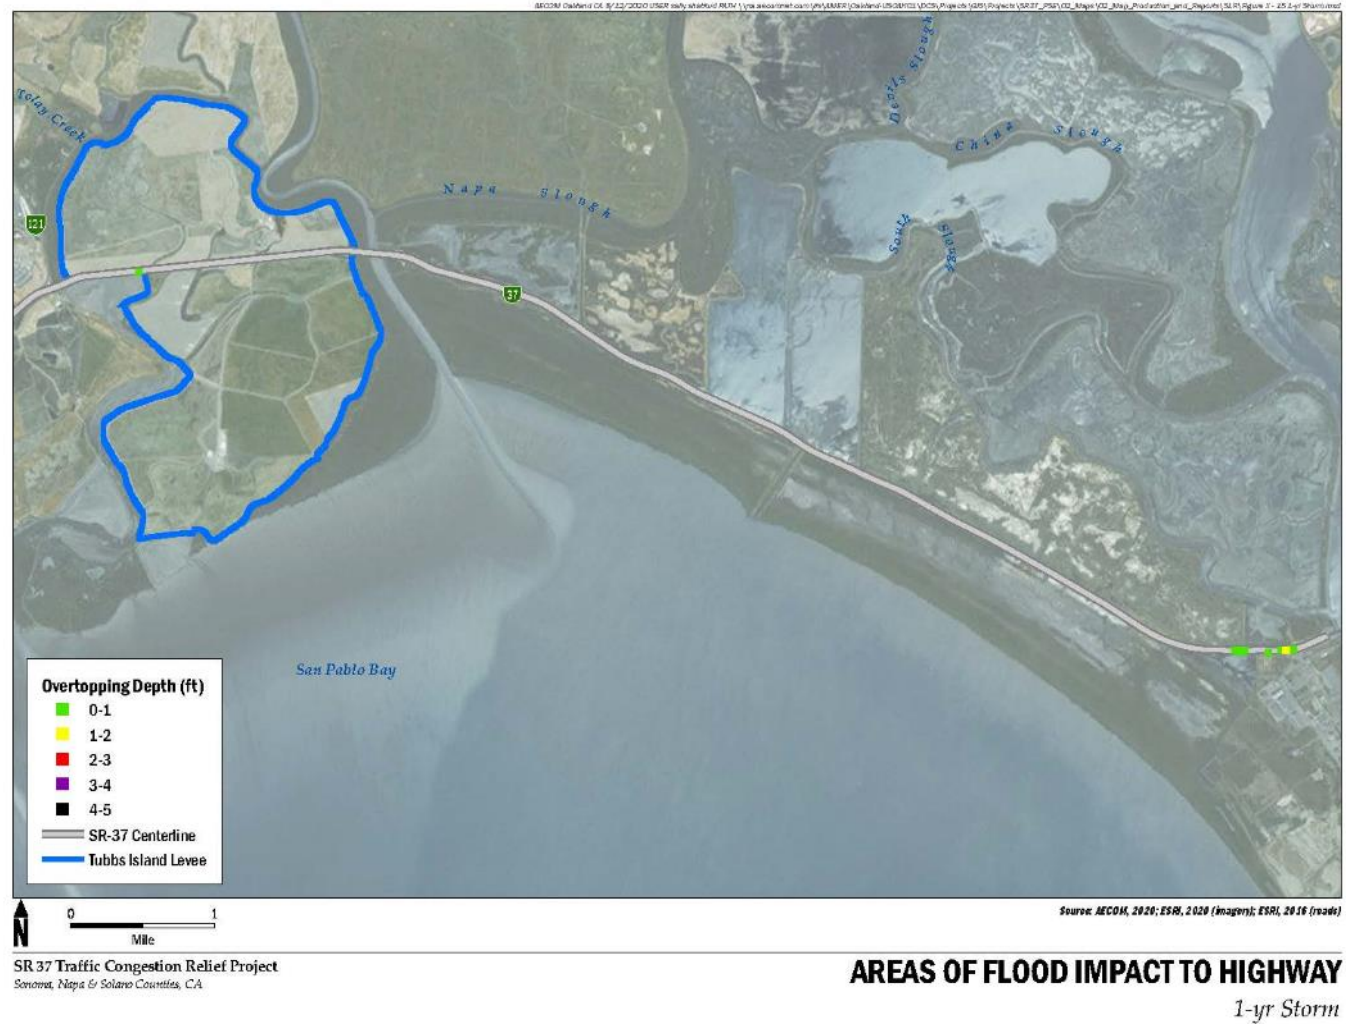 Tolay Creek
Devils Slough
China Slough
Napa Slough
South Slough
121
37
San Pablo Bay
Overtopping Depth (ft)
0-1
1-2
2-3
3-4
4-5
SR-37 Centerline
Tubbs Island Levee
N
0 1
Mile
Source: AECOM, 2020; ESRI, 2020 (imagery); ESRI, 2016 (roads)
SR 37 Traffic Congestion Relief Project
Sonoma, Napa & Solano Counties, CA
AREAS OF FLOOD IMPACT TO HIGHWAY
1-yr Storm